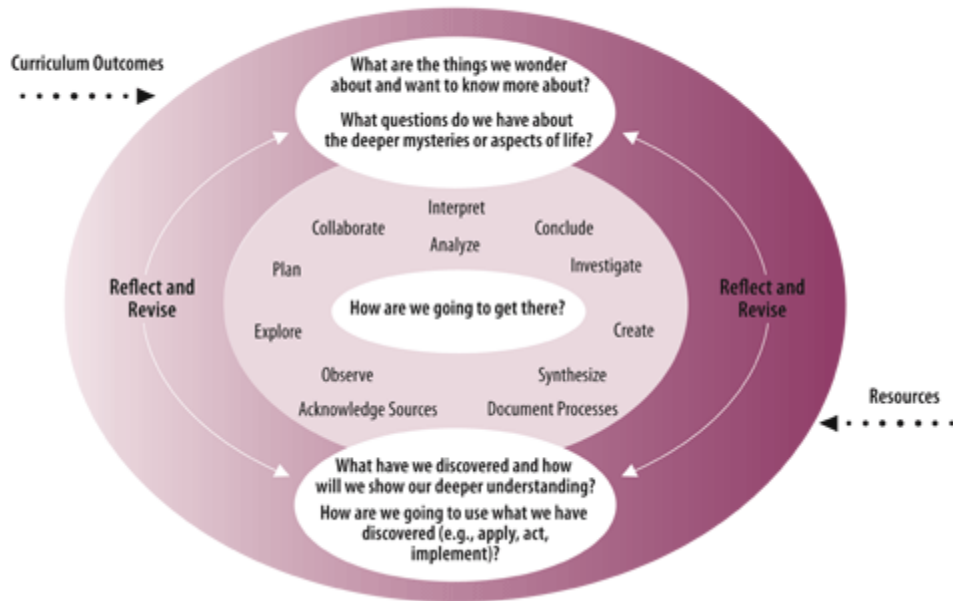 Curriculum Outcomes
What are the things we wonder
about and want to know more about?
What questions do we have about
the deeper mysteries or aspects of life?
Interpret
Collaborate
Conclude
Analyze
Plan
Investigate
Reflect and
Revise
How are we going to get there?
Reflect and
Revise
Explore
Create
Observe
Synthesize
Acknowledge Sources
Document Processes
Resources
What have we discovered and how
will we show our deeper understanding?
How are we going to use what we have
discovered (e.g., apply, act,
implement)?